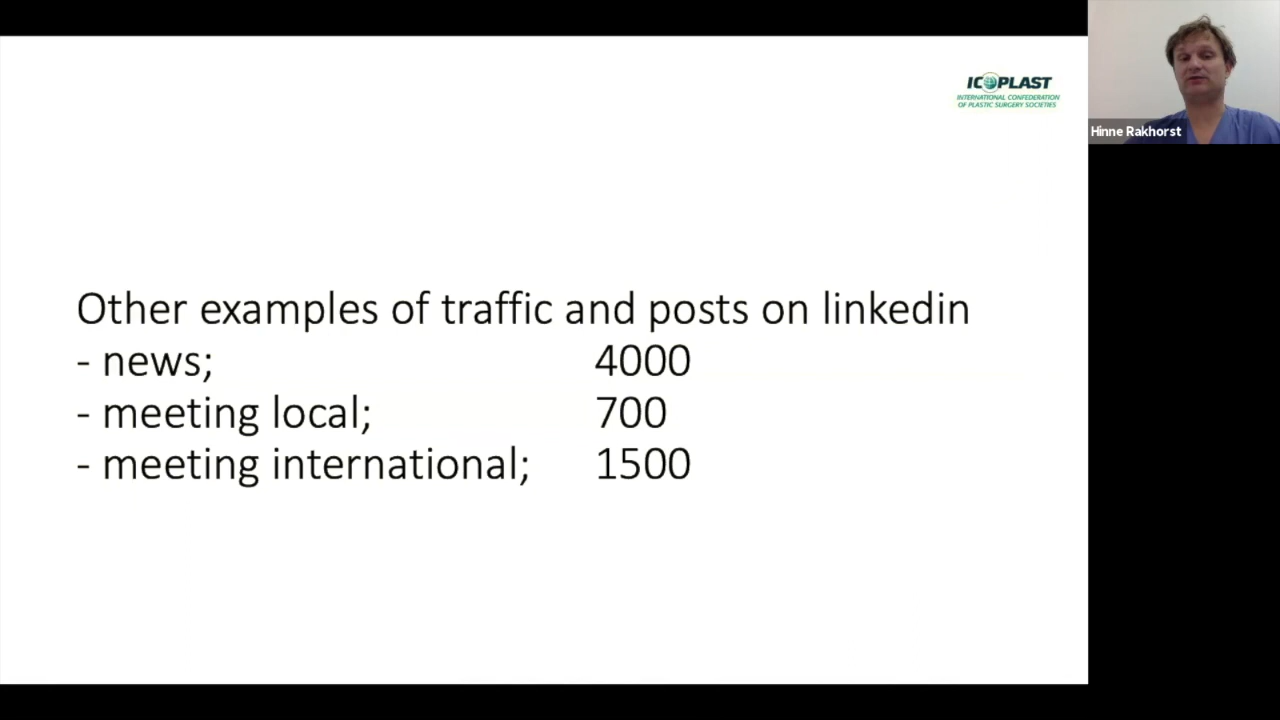 ICOPLAST
INTERNATIONAL CONFEDERATION
OF PLASTIC SURGERY SOCIETIES
Hinne Rakhorst
Other examples of traffic and posts on linkedin
- news; 4000
- meeting local; 700
- meeting international; 1500